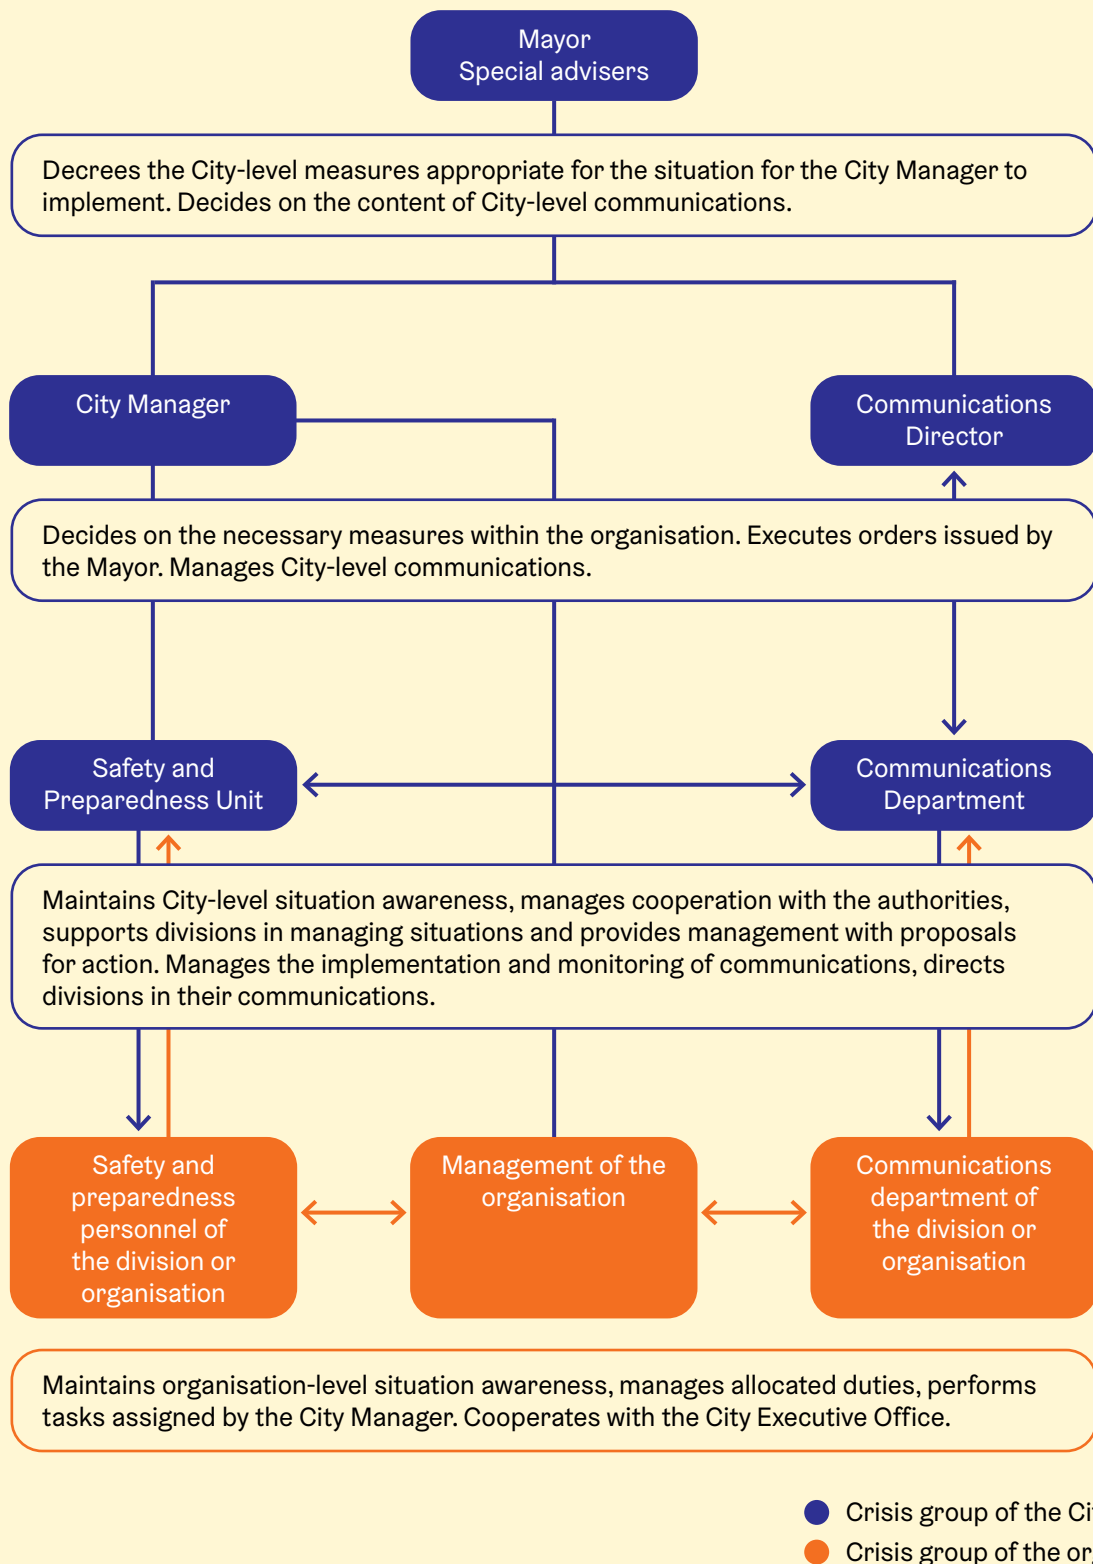 Mayor
Special advisers
Decrees the City-level measures appropriate for the situation for the City Manager to
implement. Decides on the content of City-level communications.
City Manager
Communications
Director
Decides on the necessary measures within the organisation. Executes orders issued by
the Mayor. Manages City-level communications.
Safety and
Preparedness Unit
Communications
Department
Maintains City-level situation awareness, manages cooperation with the authorities,
supports divisions in managing situations and provides management with proposals
for action. Manages the implementation and monitoring of communications, directs
divisions in their communications.
Safety and
preparedness
personnel of
the division or
organisation
Management of the
organisation
Communications
department of
the division or
organisation
Maintains organisation-level situation awareness, manages allocated duties, performs
tasks assigned by the City Manager. Cooperates with the City Executive Office.
Crisis group of the
Crisis group of the